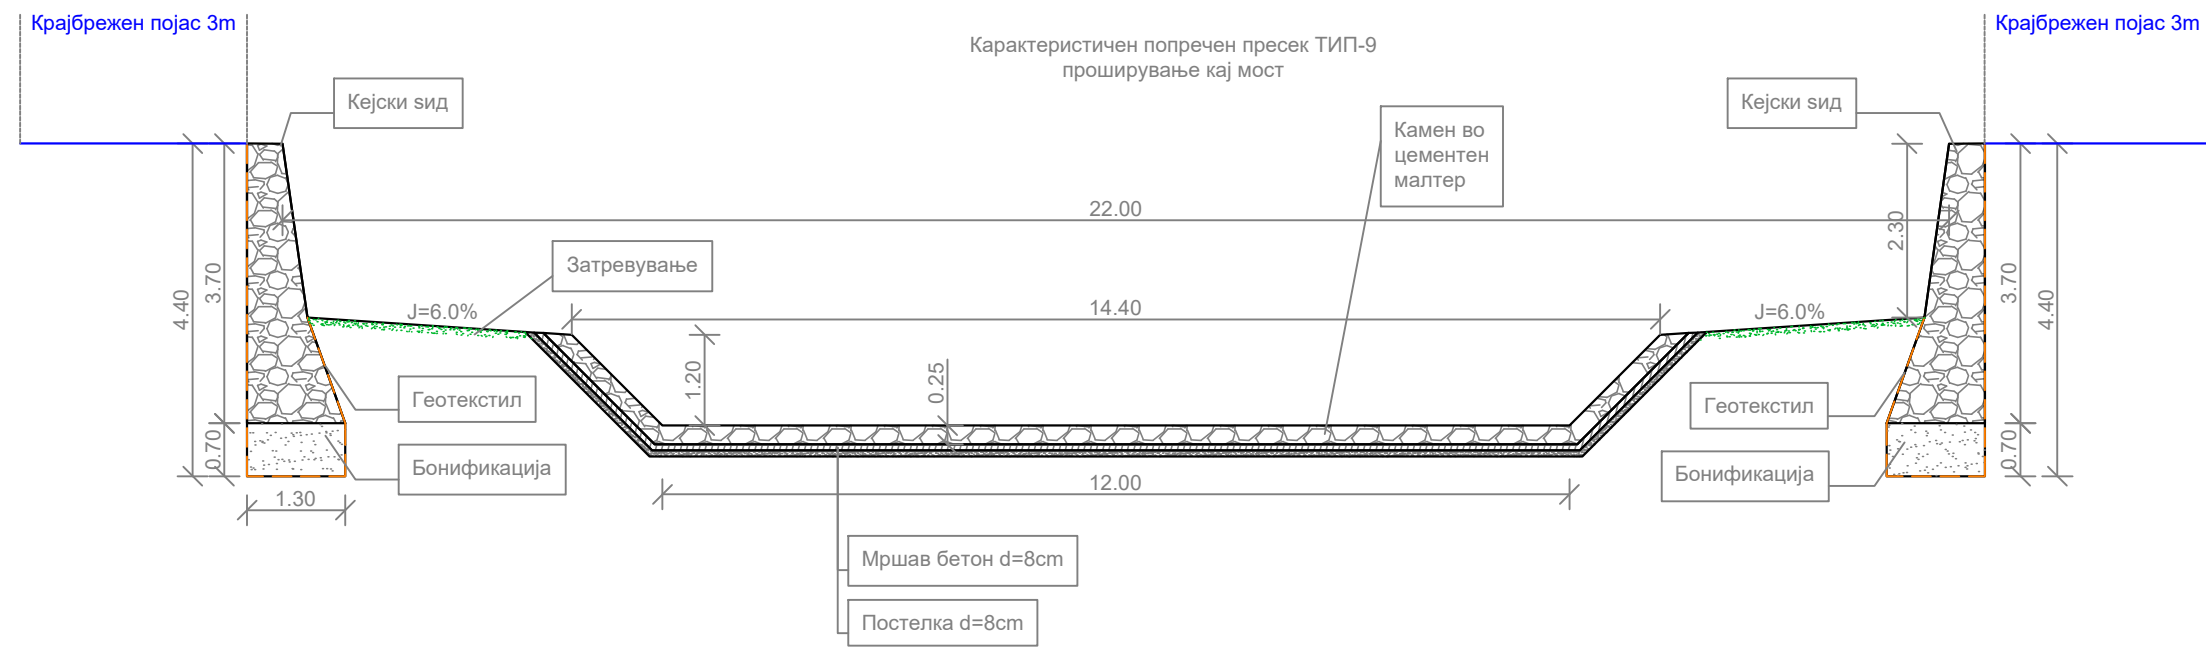 Крајбрежен појас 3m
Крајбрежен појас 3m
Карактеристичен попречен пресек ТИП-9
проширување кај мост
Кејски ѕид
Кејски ѕид
Камен во
цементен
малтер
22.00
2.30
Затревување
4.40
3.70
3.70
4.40
J=6.0%
14.40
J=6.0%
1.20
0.25
Геотекстил
Геотекстил
0.70
Бонификација
0.70
Бонификација
1.30
12.00
Мршав бетон d=8cm
Постелка d=8cm